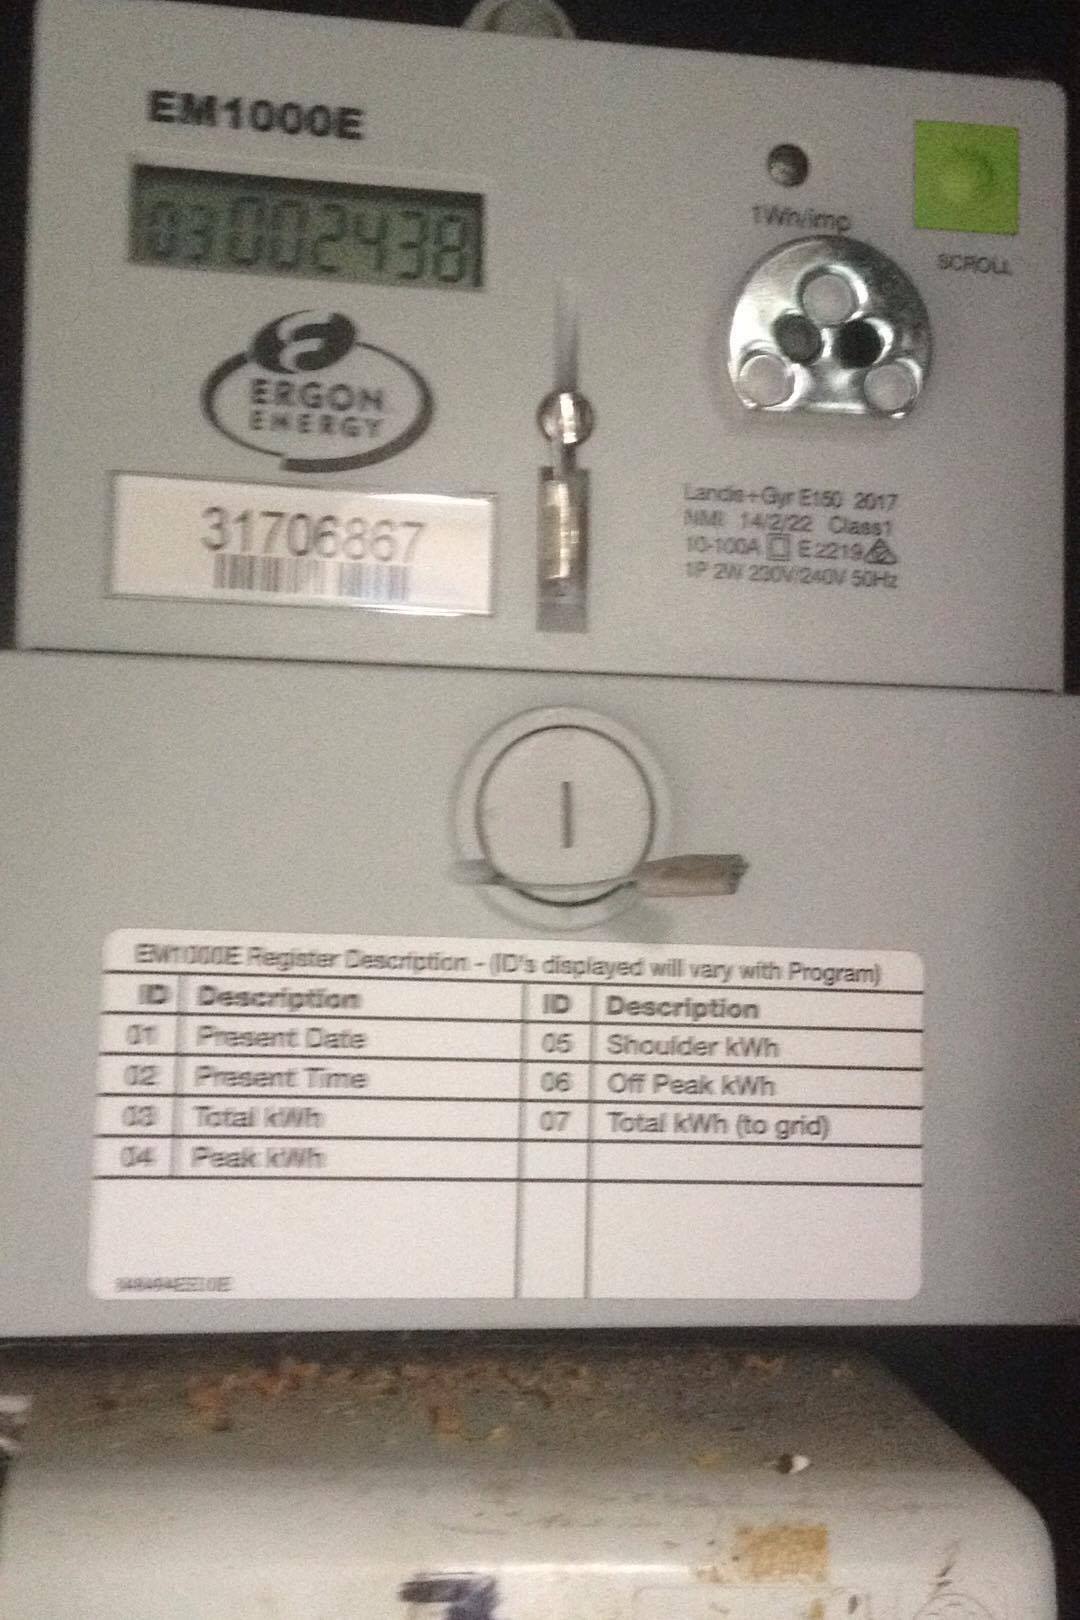 EM1000E
03 002438
1Wh/imp
SCROLL
ERGON
ENERGY
31706867
Landis+Gyr E150 2017
NMI 14/2/22 Class1
10-100A E2219
1P 2W 230V/240V 50Hz
EM1000E Register Description - (ID's displayed will vary with Program)
ID Description ID Description
01 Present Date 05 Shoulder kWh
02 Present Time 06 Off Peak kWh
03 Total kWh 07 Total kWh (to grid)
04 Peak kWh